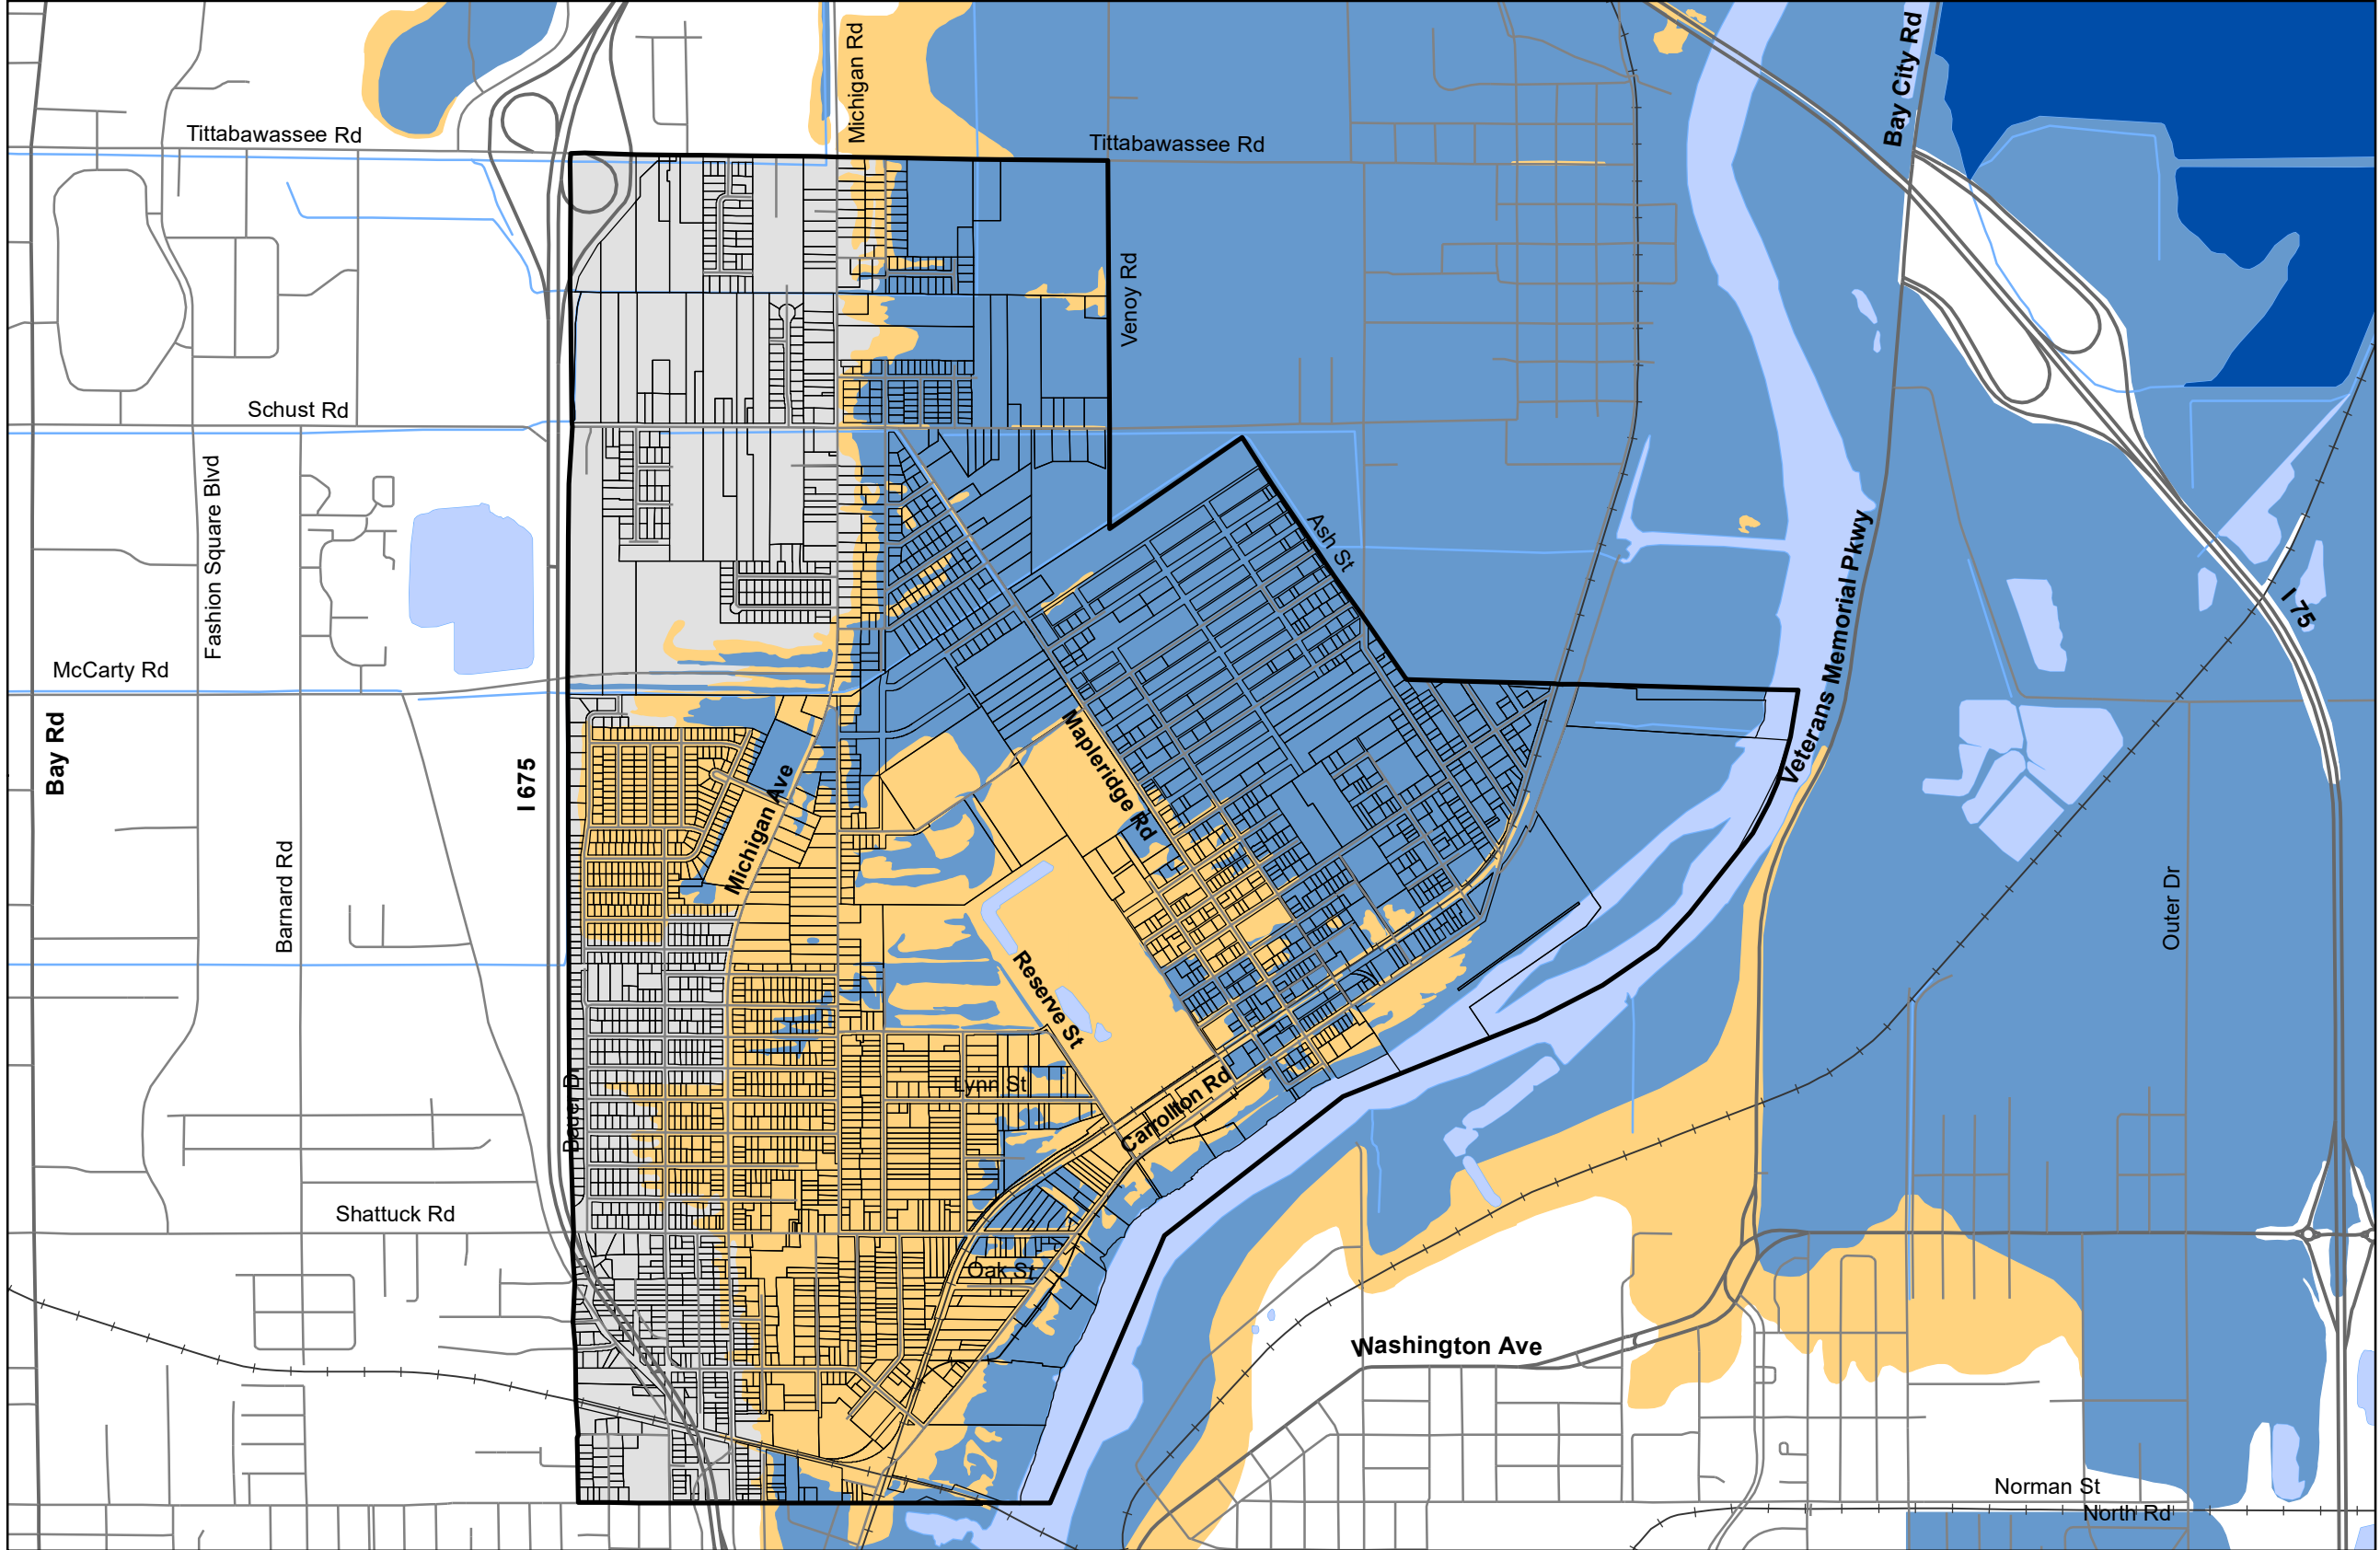 Michigan Rd
Bay City Rd
Tittabawassee Rd
Tittabawassee Rd
Venoy Rd
Schust Rd
Fashion Square Blvd
Ash St
Veterans Memorial Pkwy
I 75
McCarty Rd
Bay Rd
I 675
Mapleridge Rd
Michigan Ave
Barnard Rd
Outer Dr
Reserve St
Lynn St
Carrollton Rd
Bauer Dr
Shattuck Rd
Oak St
Washington Ave
Norman St
North Rd